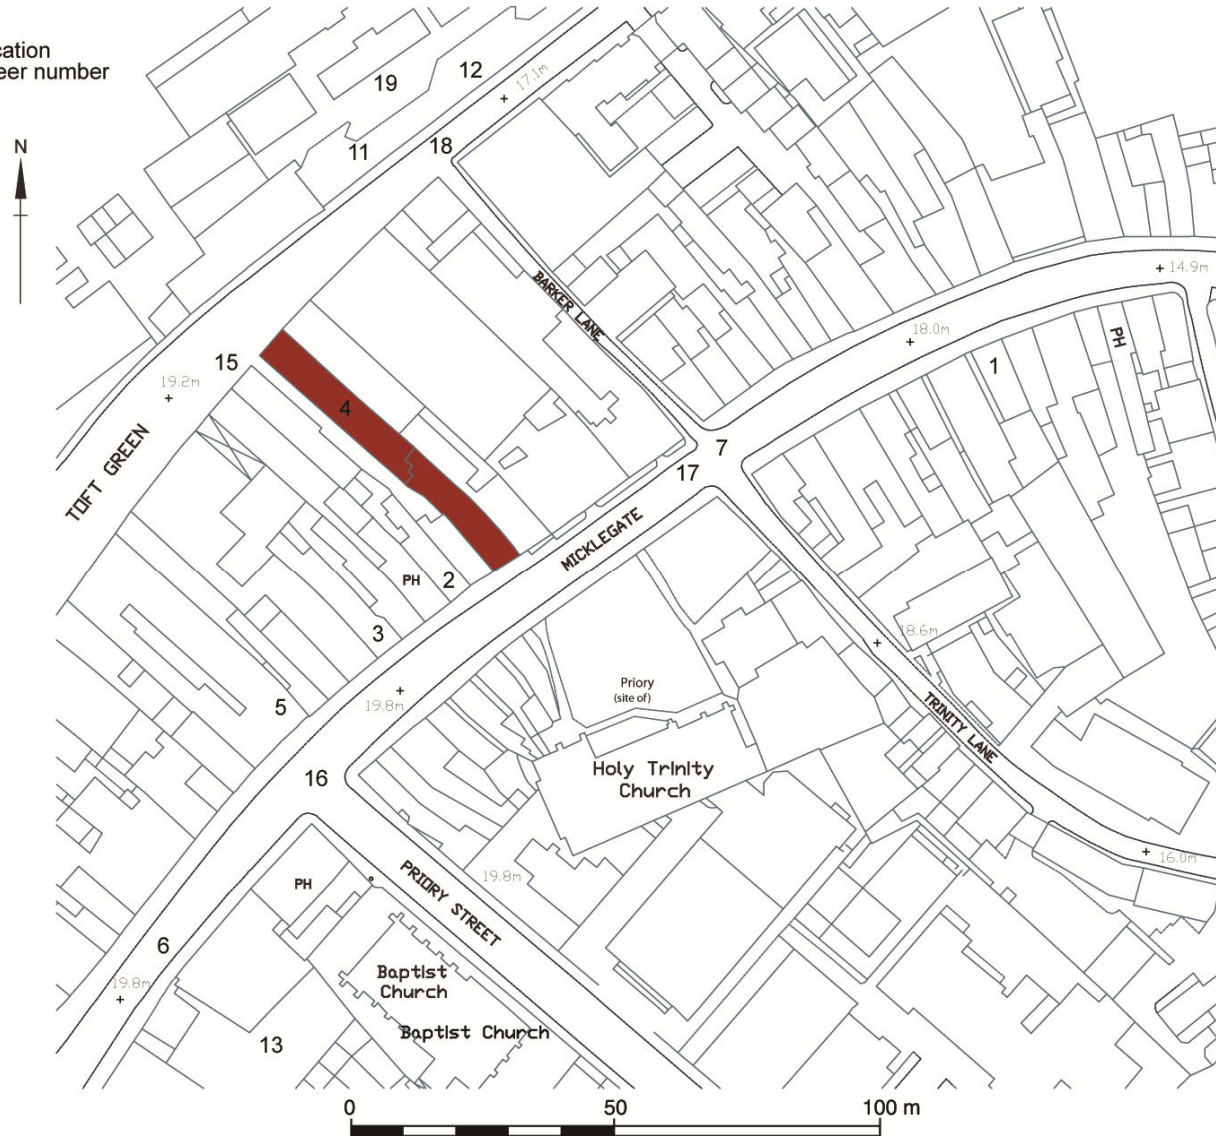 cation
eer number
N
19
12
17.1m
11
18
BARKER LANE
14.9m
18.0m
PH
1
15
19.2m
4
TOFT GREEN
7
17
MICKLEGATE
PH
2
3
18.6m
Priory
(site of)
5
19.8m
TRINITY LANE
16
Holy Trinity
Church
16.0m
PH
PRIORY STREET
19.8m
6
19.8m
Baptist
Church
Baptist Church
13
0
50
100 m